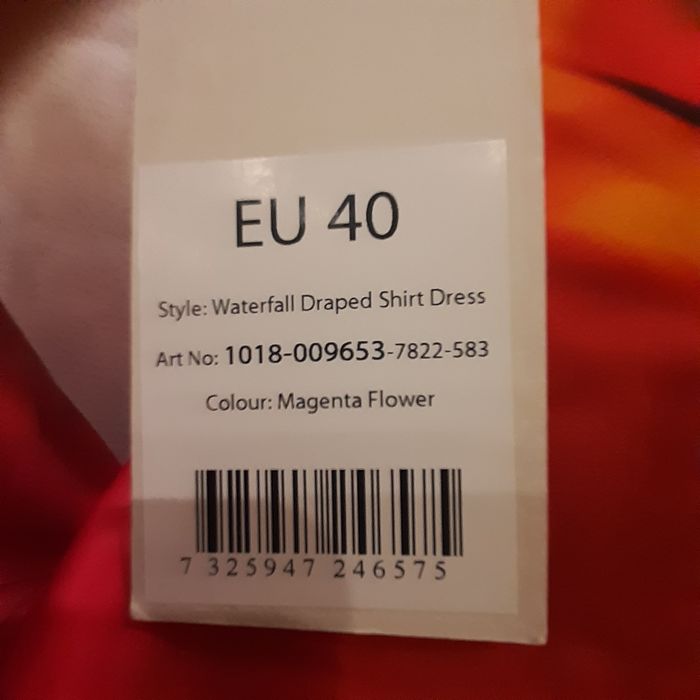 EU 40
Style: Waterfall Draped Shirt Dress
Art No: 1018-009653-7822-583
Colour: Magenta Flower
7 325947 246575